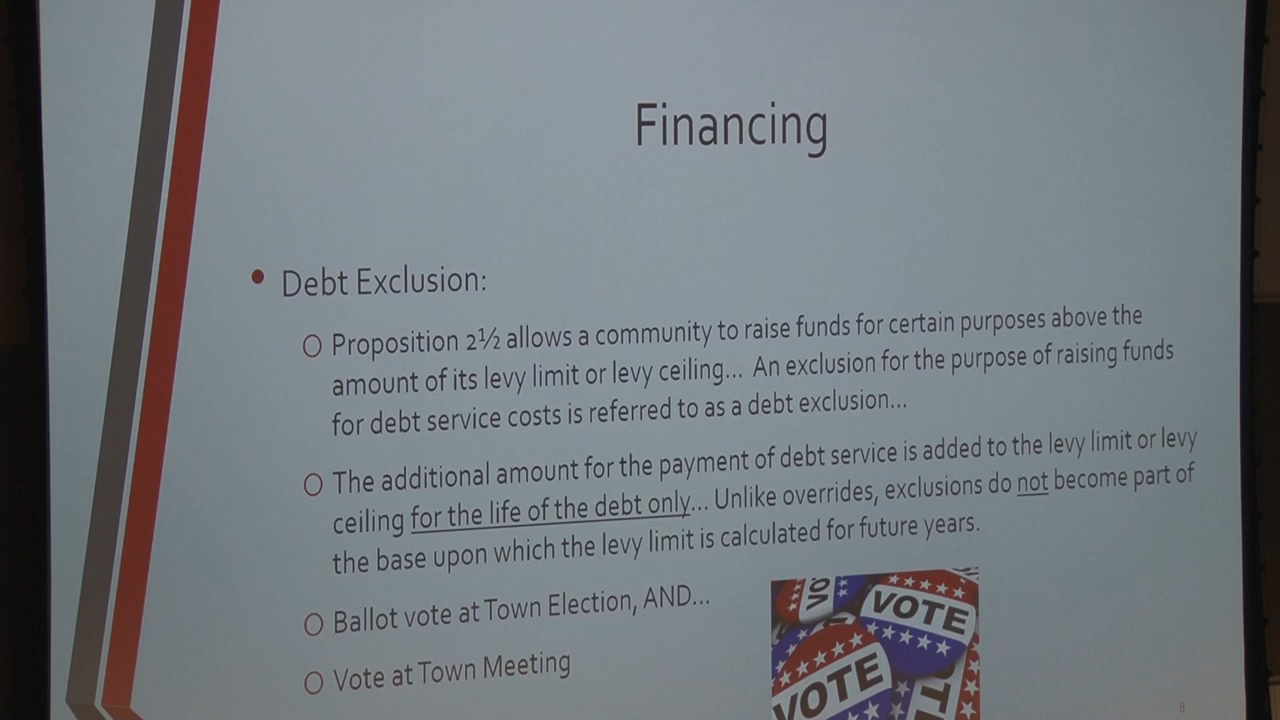 Financing
• Debt Exclusion:
O Proposition 2½ allows a community to raise funds for certain purposes above the
amount of its levy limit or levy ceiling... An exclusion for the purpose of raising funds
for debt service costs is referred to as a debt exclusion...
O The additional amount for the payment of debt service is added to the levy limit or levy
ceiling for the life of the debt only... Unlike overrides, exclusions do not become part of
the base upon which the levy limit is calculated for future years.
O Ballot vote at Town Election, AND...
O Vote at Town Meeting
VO
VOTE
VOTE
OTE
8